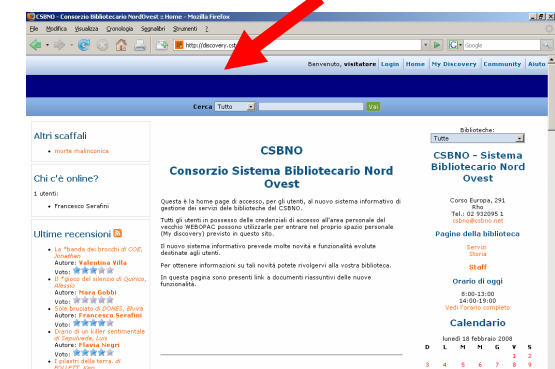 CSBNO - Consorzio Bibliotecario NordOvest :: Home - Mozilla Firefox
File Modifica Visualizza Cronologia Segnalibri Strumenti ?
http://discovery.csb
Google
Benvenuto, visitatore Login Home My Discovery Community Aiuto
Cerca Tutto Vai
Altri scaffali
morte malinconica
Chi c'è online?
1 utenti:
Francesco Serafini
Ultime recensioni
La *banda dei brocchi di COE, Jonathan
Autore: Valentina Villa
Voto:
Il *gioco del silenzio di Quirico, Alessio
Autore: Mara Gobbi
Voto:
Sole bruciato di DONES, Elvira
Autore: Francesco Serafini
Voto:
Diario di un killer sentimentale di Sepulveda, Luis
Autore: Flavia Negri
Voto:
I pilastri della terra. di FOLLETT, Ken
CSBNO
Consorzio Sistema Bibliotecario Nord Ovest
Questa è la home page di accesso, per gli utenti, al nuovo sistema informativo di
gestione dei servizi delle biblioteche del CSBNO.
Tutti gli utenti in possesso delle credenziali di accesso all'area personale del
vecchio WEBOPAC possono utilizzarle per entrare nel proprio spazio personale
(My discovery) previsto in questo sito.
Il nuovo sistema informativo prevede molte novità e funzionalità evolute
destinate agli utenti.
Per ottenere informazioni su tali novità potete rivolgervi alla vostra biblioteca.
In questa pagina sono presenti link a documenti riassuntivi delle nuove
funzionalità.
Biblioteche:
Tutte
CSBNO - Sistema
Bibliotecario Nord
Ovest
Corso Europa, 291
Rho
Tel.: 02 932095 1
csbno@csbno.net
Pagine della biblioteca
Servizi
Storia
Staff
Orario di oggi
8:00-13:00
14:00-19:00
Vedi l'orario completo
Calendario
lunedì 18 febbraio 2008
D L M M G V S
1 2
3 4 5 6 7 8 9